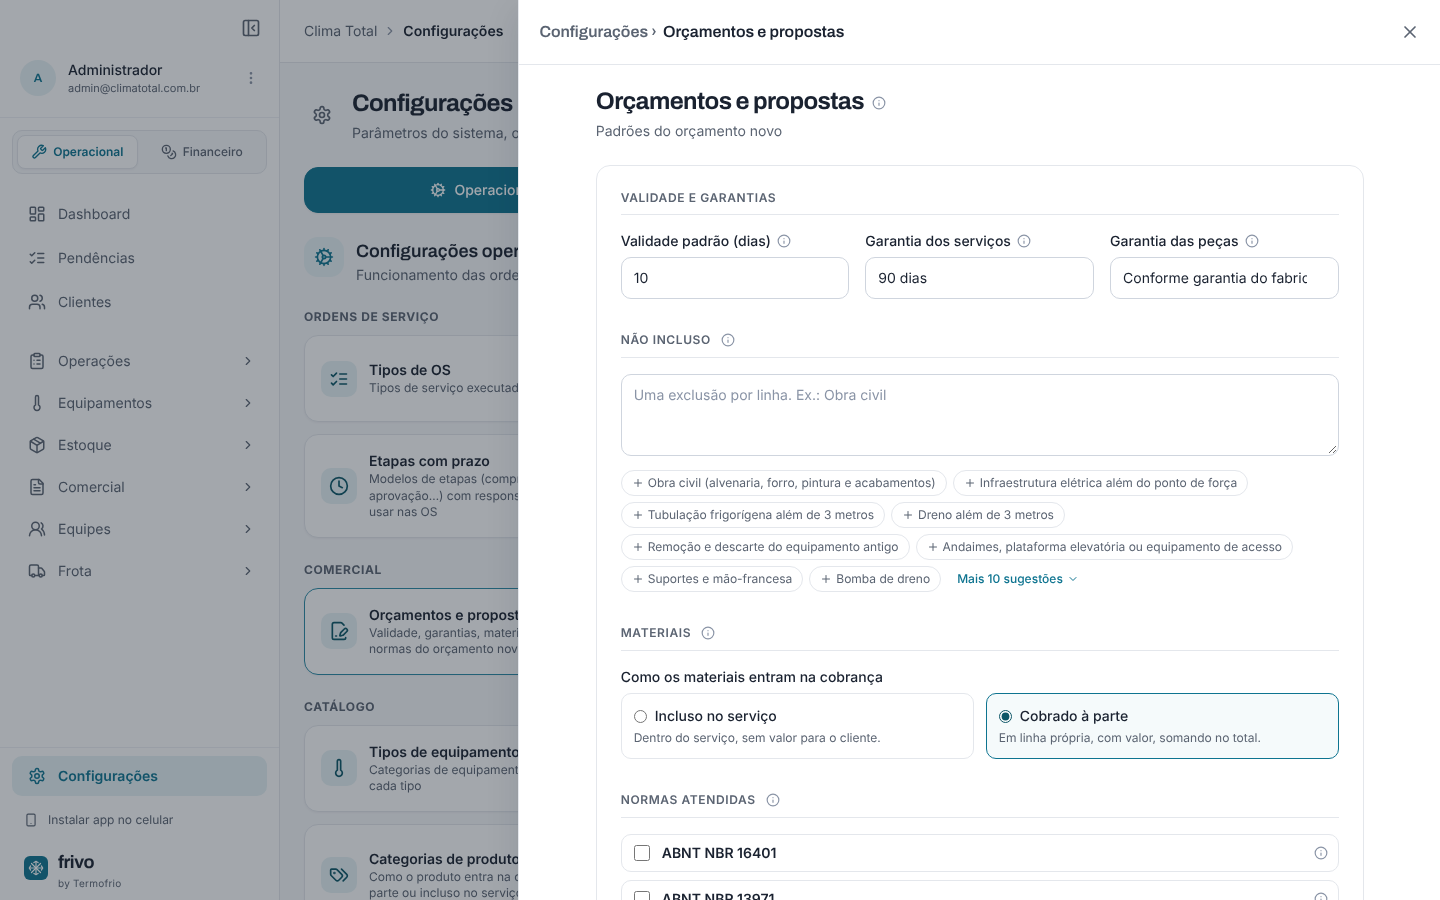 A
Administrador
admin@climatotal.com.br
Operacional
Financeiro
Dashboard
Pendências
Clientes
Operações
Equipamentos
Estoque
Comercial
Equipes
Frota
Configurações
Instalar app no celular
frivo
by Termofrio
Clima Total > Configurações
Configurações
Parâmetros do sistema, c
Operacion
Configurações oper
Funcionamento das orde
ORDENS DE SERVIÇO
Tipos de OS
Tipos de serviço executad
Etapas com prazo
Modelos de etapas (comp
aprovação...) com respons
usar nas OS
COMERCIAL
Orçamentos e propost
Validade, garantias, materi
normas do orçamento nov
CATÁLOGO
Tipos de equipamento
Categorias de equipament
cada tipo
Categorias de produto
Como o produto entra na c
parte ou incluso no serviç
Configurações › Orçamentos e propostas
Orçamentos e propostas
Padrões do orçamento novo
VALIDADE E GARANTIAS
Validade padrão (dias)
Garantia dos serviços
Garantia das peças
10
90 dias
Conforme garantia do fabric
NÃO INCLUSO
Uma exclusão por linha. Ex.: Obra civil
+ Obra civil (alvenaria, forro, pintura e acabamentos)
+ Infraestrutura elétrica além do ponto de força
+ Tubulação frigorígena além de 3 metros
+ Dreno além de 3 metros
+ Remoção e descarte do equipamento antigo
+ Andaimes, plataforma elevatória ou equipamento de acesso
+ Suportes e mão-francesa
+ Bomba de dreno
Mais 10 sugestões
MATERIAIS
Como os materiais entram na cobrança
Incluso no serviço
Dentro do serviço, sem valor para o cliente.
Cobrado à parte
Em linha própria, com valor, somando no total.
NORMAS ATENDIDAS
ABNT NBR 16401
ABNT NBR 13971